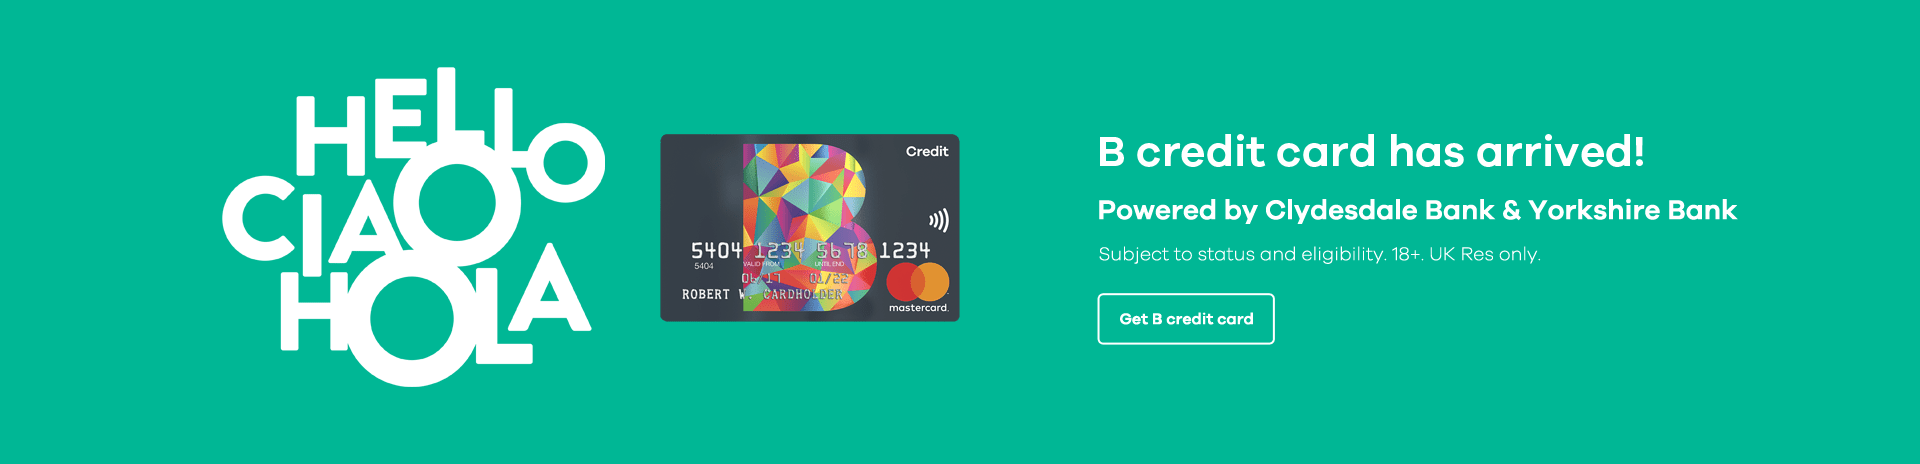 HELLO
CIAO
HOLA
Credit
5404 1234 5678 1234
5404
VALID FROM UNTIL END
06/17 01/22
ROBERT W. CARDHOLDER
mastercard.
B credit card has arrived!
Powered by Clydesdale Bank & Yorkshire Bank
Subject to status and eligibility. 18+. UK Res only.
Get B credit card